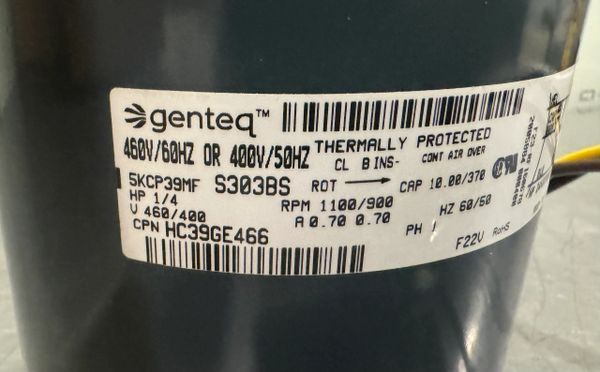 genteq™
460V/60HZ OR 400V/50HZ THERMALLY PROTECTED
CL B INS- CONT AIR OVER
5KCP39MF S303BS ROT → CAP 10.00/370
HP 1/4 RPM 1100/900 HZ 60/50
V 460/400 A 0.70 0.70 PH 1
CPN HC39GE466 F22V RoHS